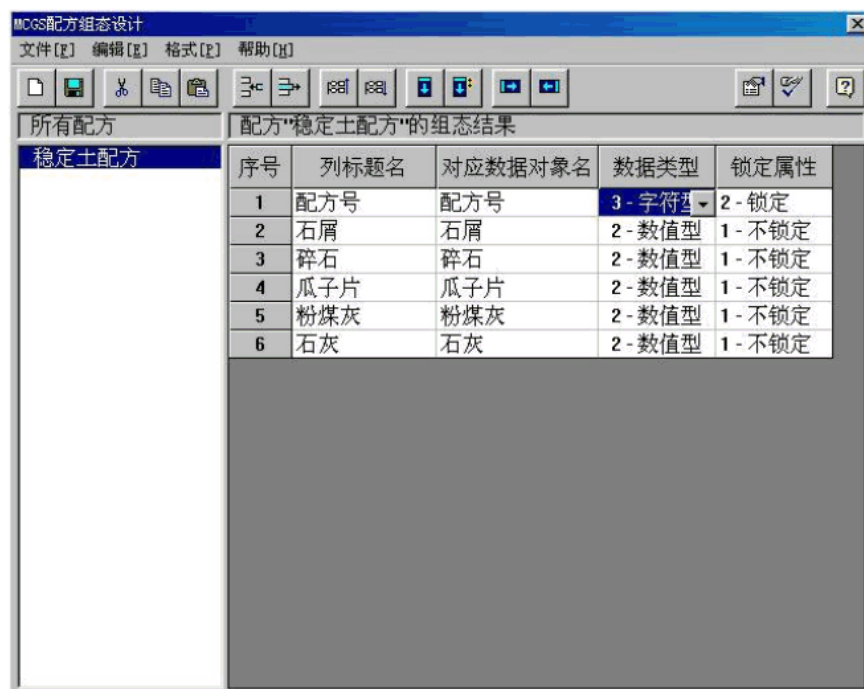 MCGS配方组态设计
文件[F] 编辑[E] 格式[P] 帮助[H]
所有配方 配方"稳定土配方"的组态结果
稳定土配方
序号 列标题名 对应数据对象名 数据类型 锁定属性
1 配方号 配方号 3 - 字符型 2 - 锁定
2 石屑 石屑 2 - 数值型 1 - 不锁定
3 碎石 碎石 2 - 数值型 1 - 不锁定
4 瓜子片 瓜子片 2 - 数值型 1 - 不锁定
5 粉煤灰 粉煤灰 2 - 数值型 1 - 不锁定
6 石灰 石灰 2 - 数值型 1 - 不锁定